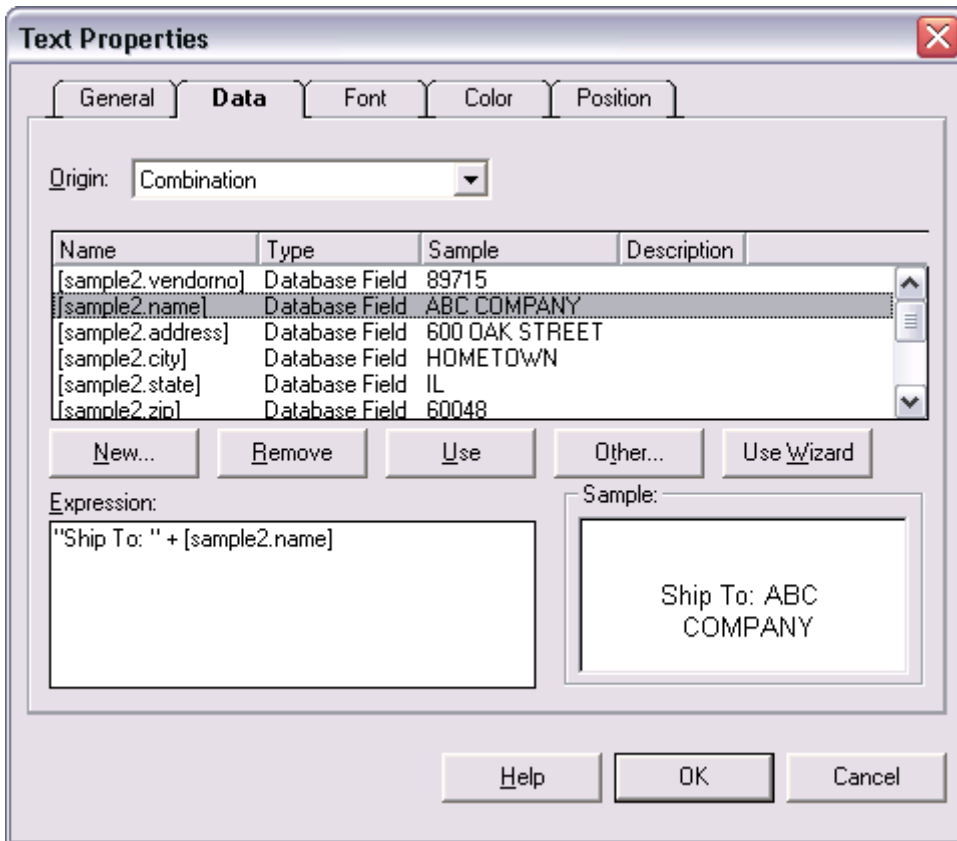 Text Properties
General Data Font Color Position
Origin: Combination
Name Type Sample Description
[sample2.vendorno] Database Field 89715
[sample2.name] Database Field ABC COMPANY
[sample2.address] Database Field 600 OAK STREET
[sample2.city] Database Field HOMETOWN
[sample2.state] Database Field IL
[sample2.zip] Database Field 60048
New... Remove Use Other... Use Wizard
Expression: Sample:
"Ship To: " + [sample2.name]
Ship To: ABC
COMPANY
Help OK Cancel